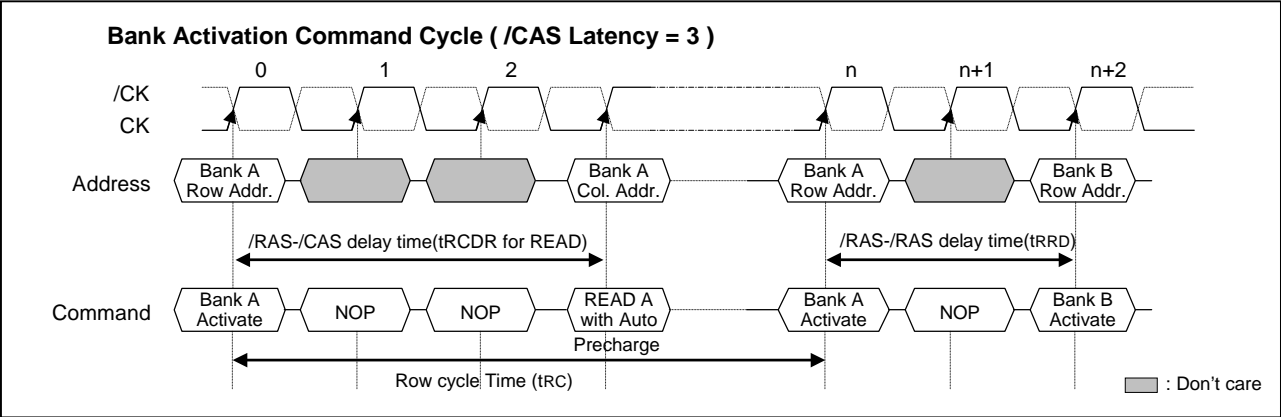 Bank Activation Command Cycle ( /CAS Latency = 3 )
0 1 2 n n+1 n+2
/CK
CK
Address
Bank A
Row Addr.
Bank A
Col. Addr.
Bank A
Row Addr.
Bank B
Row Addr.
/RAS-/CAS delay time(tRCDR for READ)
/RAS-/RAS delay time(tRRD)
Command
Bank A
Activate
NOP
NOP
READ A
with Auto
Precharge
Bank A
Activate
NOP
Bank B
Activate
Row cycle Time (tRC)
: Don't care